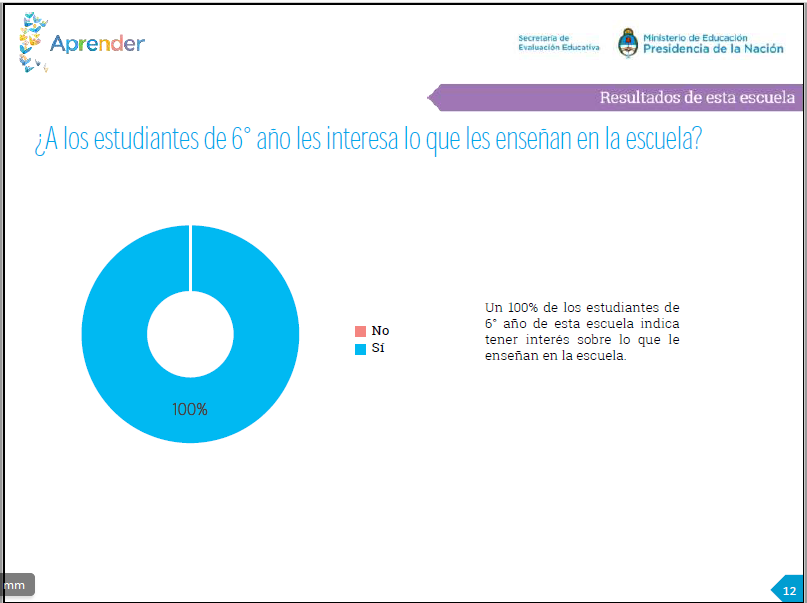 Aprender
Secretaría de
Evaluación Educativa
Ministerio de Educación
Presidencia de la Nación
Resultados de esta escuela
¿A los estudiantes de 6° año les interesa lo que les enseñan en la escuela?
100%
No
Sí
Un 100% de los estudiantes de
6° año de esta escuela indica
tener interés sobre lo que le
enseñan en la escuela.
mm
12